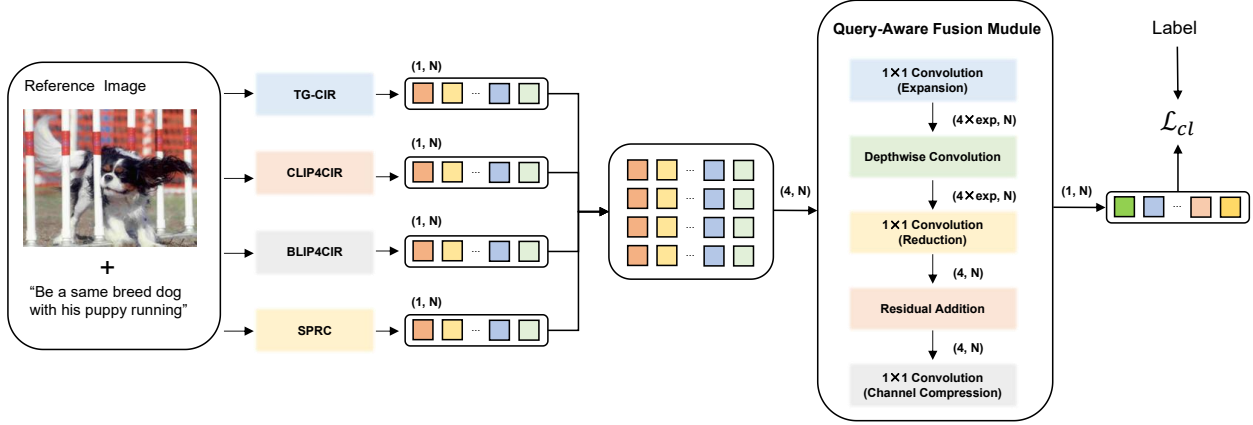 Reference Image
+
“Be a same breed dog
with his puppy running”
TG-CIR
CLIP4CIR
BLIP4CIR
SPRC
(1, N)
...
(1, N)
...
(1, N)
...
(1, N)
...
...
...
...
...
(4, N)
Query-Aware Fusion Mudule
1×1 Convolution
(Expansion)
(4×exp, N)
Depthwise Convolution
(4×exp, N)
1×1 Convolution
(Reduction)
(4, N)
Residual Addition
(4, N)
1×1 Convolution
(Channel Compression)
(1, N)
Label
ℒcl
...